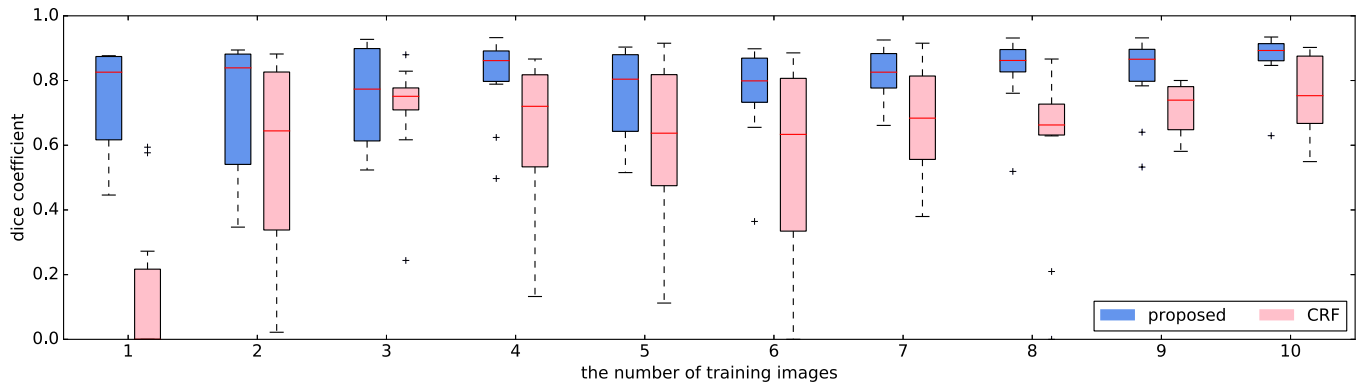 1.0
0.8
0.6
0.4
0.2
0.0
dice coefficient
proposed CRF
1 2 3 4 5 6 7 8 9 10
the number of training images